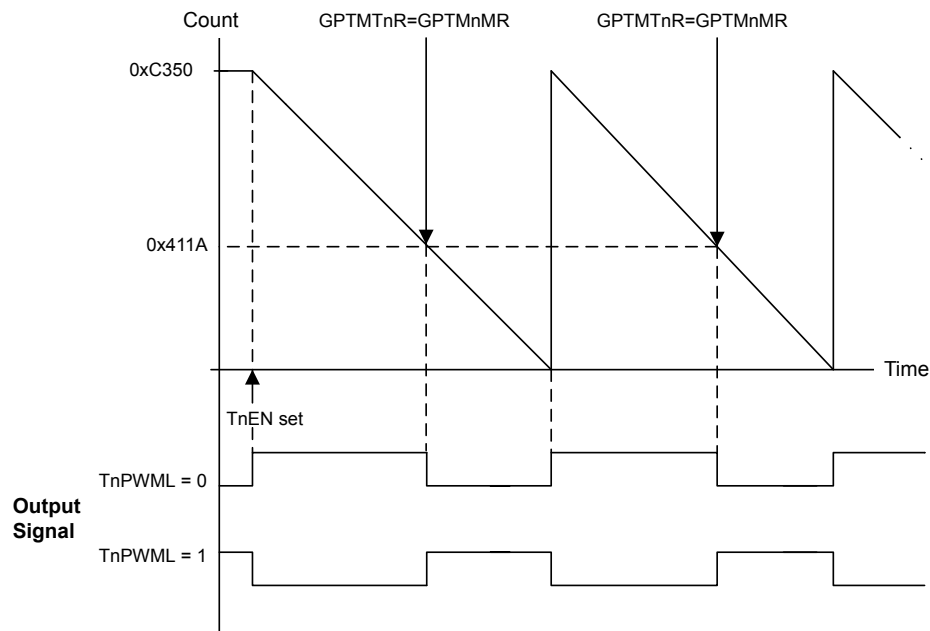 Count
GPTMTnR=GPTMnMR
GPTMTnR=GPTMnMR
0xC350
0x411A
Time
TnEN set
TnPWML = 0
Output
Signal
TnPWML = 1